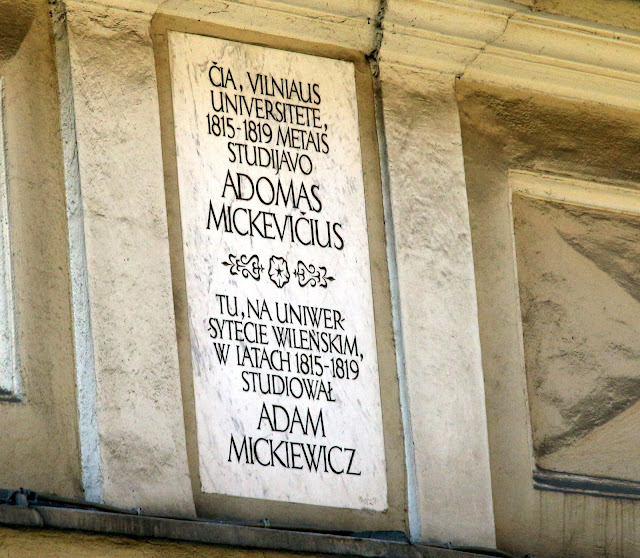 ČIA, VILNIAUS
UNIVERSITETE,
1815-1819 METAIS
STUDIJAVO
ADOMAS
MICKEVIČIUS
TU, NA UNIWER-
SYTECIE WILEŃSKIM,
W LATACH 1815-1819
STUDIOWAŁ
ADAM
MICKIEWICZ